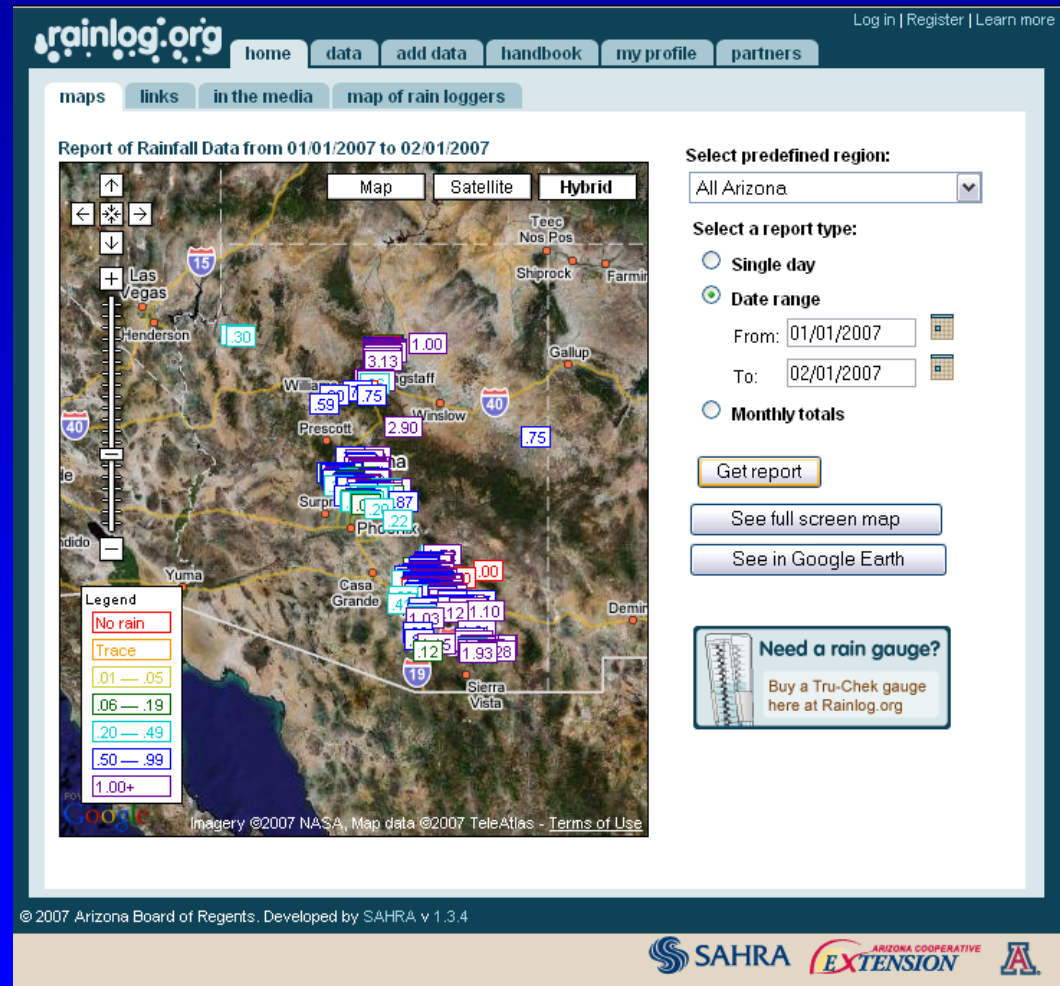 rainlog.org
Log in | Register | Learn more
home data add data handbook my profile partners
maps links in the media map of rain loggers
Report of Rainfall Data from 01/01/2007 to 02/01/2007
Map Satellite Hybrid
Teec
Nos Pos
Shiprock
15
Las
Vegas
Henderson
.30
1.00
3.13
Gallup
.75
.59
Winslow
40
40
Prescott
2.90
.75
.87
.22
Yuma
Casa
Grande
.00
1.03 .12 1.10
.12
1.93
19
Sierra
Vista
Legend
No rain
Trace
.01 — .05
.06 — .19
.20 — .49
.50 — .99
1.00+
Google
Imagery ©2007 NASA, Map data ©2007 TeleAtlas - Terms of Use
Select predefined region:
All Arizona
Select a report type:
Single day
Date range
From: 01/01/2007
To: 02/01/2007
Monthly totals
Get report
See full screen map
See in Google Earth
Need a rain gauge?
Buy a Tru-Chek gauge
here at Rainlog.org
© 2007 Arizona Board of Regents. Developed by SAHRA v 1.3.4
SAHRA
ARIZONA COOPERATIVE
EXTENSION
A